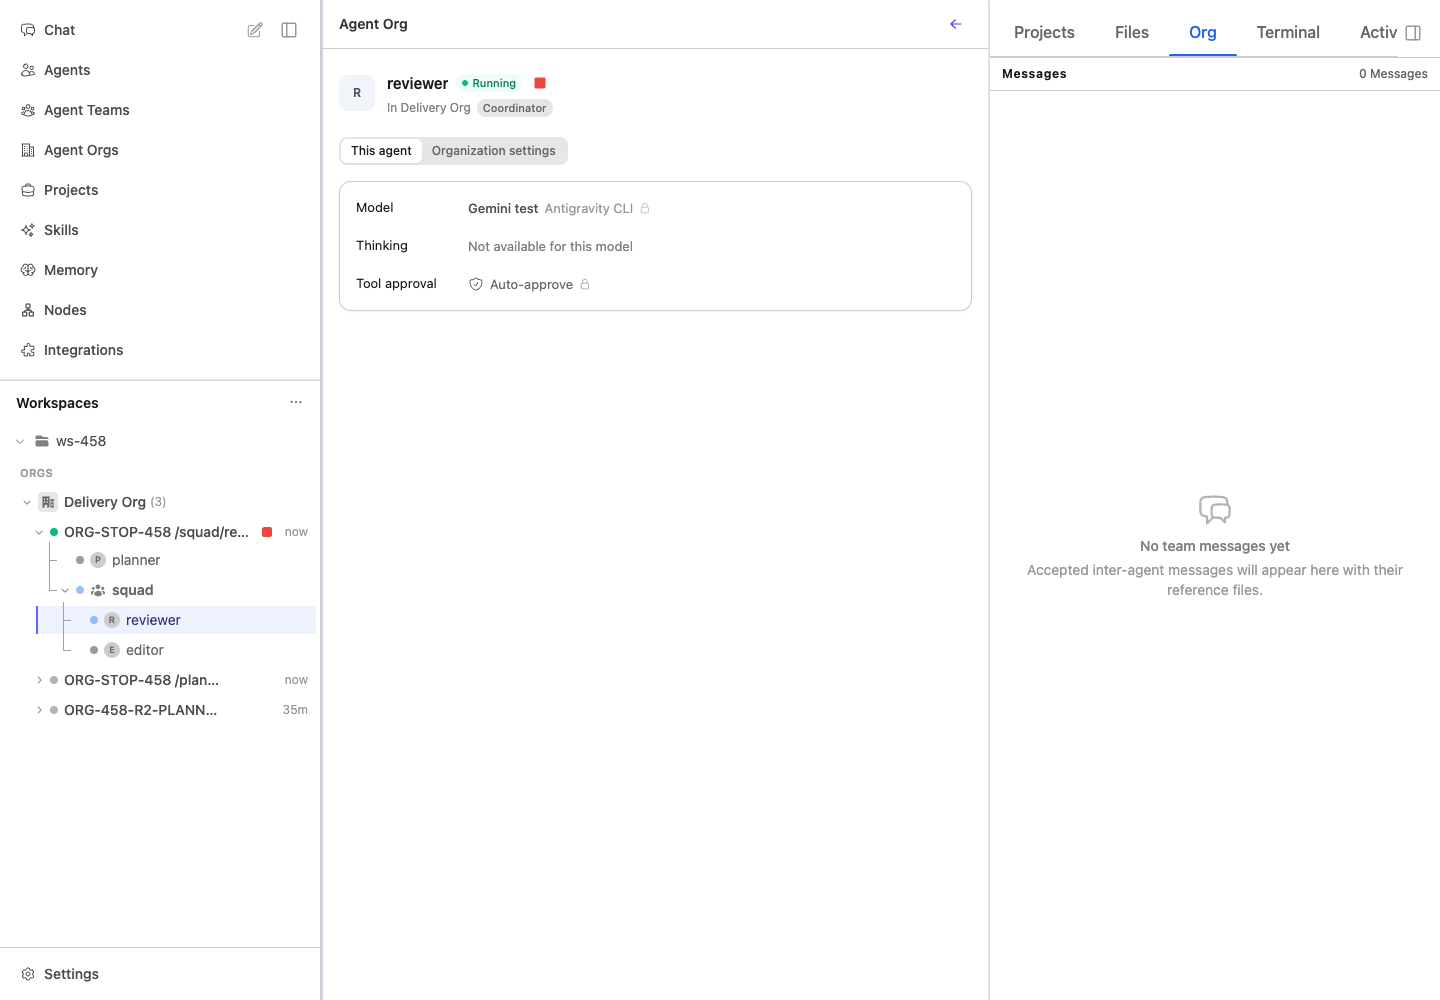 Chat
Agents
Agent Teams
Agent Orgs
Projects
Skills
Memory
Nodes
Integrations
Workspaces
ws-458
ORGS
Delivery Org (3)
ORG-STOP-458 /squad/re... now
P planner
squad
R reviewer
E editor
ORG-STOP-458 /plan... now
ORG-458-R2-PLANN... 35m
Settings
Agent Org
R
reviewer Running
In Delivery Org Coordinator
This agent Organization settings
Model Gemini test Antigravity CLI
Thinking Not available for this model
Tool approval Auto-approve
Projects Files Org Terminal Activ
Messages 0 Messages
No team messages yet
Accepted inter-agent messages will appear here with their
reference files.